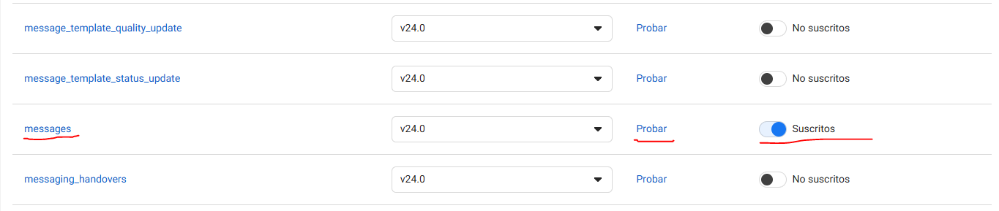 message_template_quality_update v24.0 Probar No suscritos
message_template_status_update v24.0 Probar No suscritos
messages v24.0 Probar Suscritos
messaging_handovers v24.0 Probar No suscritos